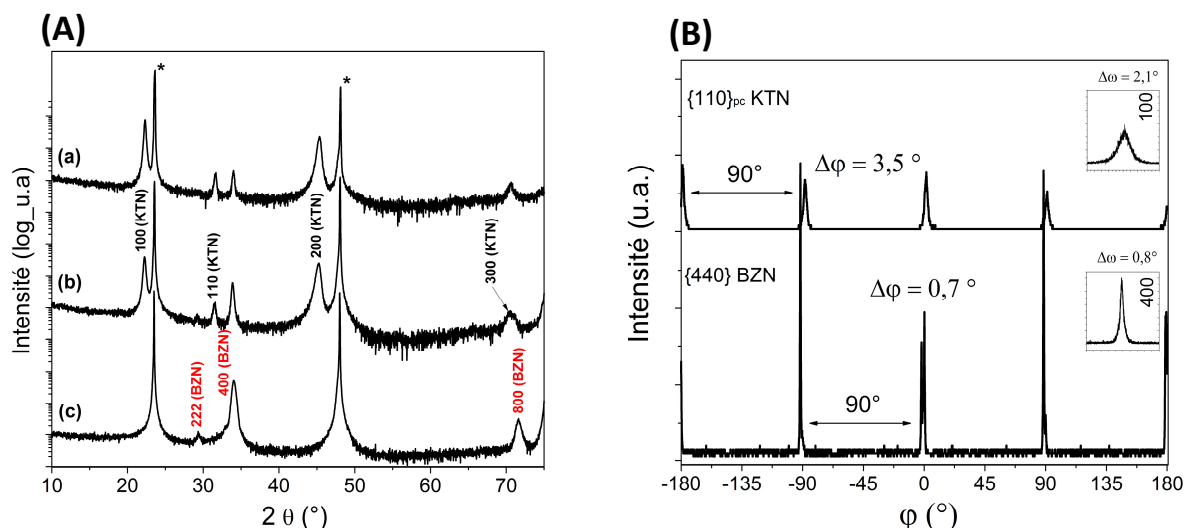 (A)
Intensité (log_u.a)
(a)
(b)
(c)
*
*
100 (KTN)
110 (KTN)
200 (KTN)
300 (KTN)
222 (BZN)
400 (BZN)
800 (BZN)
10 20 30 40 50 60 70
2 θ (°)
(B)
Intensité (u.a.)
{110}pc KTN
Δω = 2,1°
100
90°
Δφ = 3,5 °
{440} BZN
Δω = 0,8°
400
Δφ = 0,7 °
90°
-180 -135 -90 -45 0 45 90 135 180
φ (°)